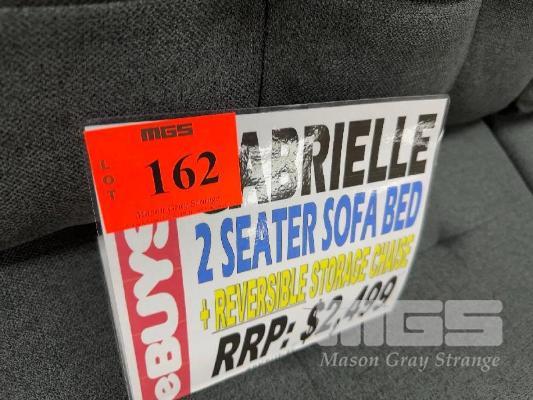 MGS
LOT
162
Mason Gray Strange
ABRIELLE
2 SEATER SOFA BED
+ REVERSIBLE STORAGE CHAISE
RRP: $2,499
eBUYS
MGS
Mason Gray Strange